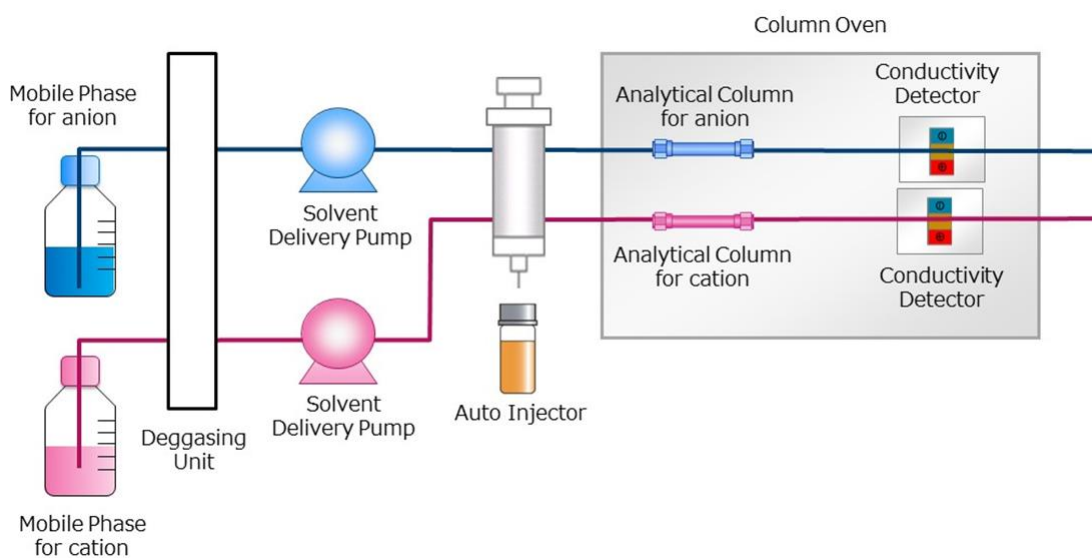 Column Oven
Mobile Phase
for anion
Solvent
Delivery Pump
Analytical Column
for anion
Conductivity
Detector
Analytical Column
for cation
Conductivity
Detector
Auto Injector
Solvent
Delivery Pump
Deggasing
Unit
Mobile Phase
for cation